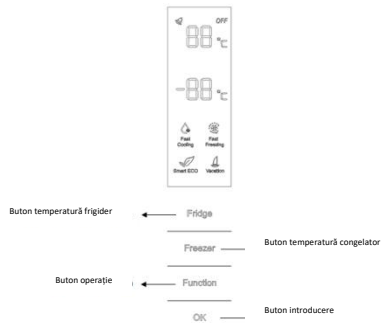 OFF
88 °C
-88 °C
Fast Fast
Cooling Freezing
Smart ECO Vacation
Buton temperatură frigider Fridge
Freezer Buton temperatură congelator
Buton operație Function
Buton introducere
OK